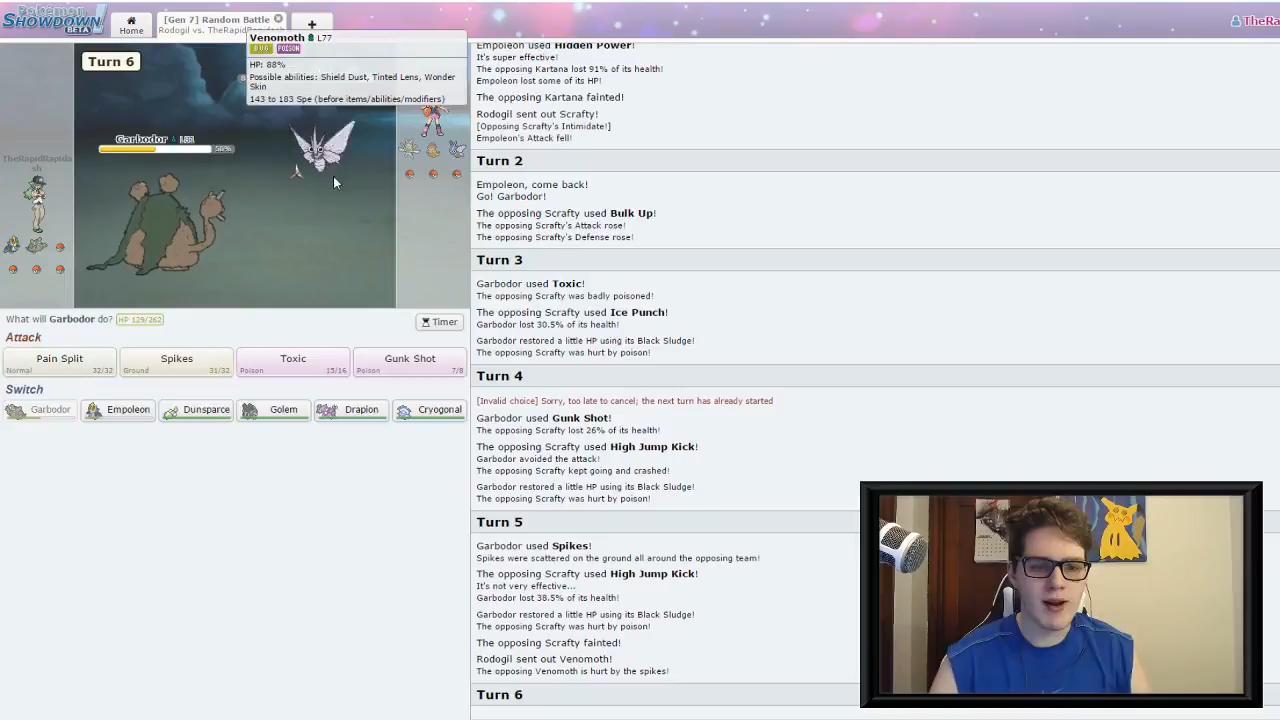 Pokémon
SHOWDOWN!
BETA
Home
[Gen 7] Random Battle
Rodogil vs. TheRapidRapidash
+
TheRa
Venomoth L77
BUG POISON
HP: 88%
Possible abilities: Shield Dust, Tinted Lens, Wonder
Skin
143 to 183 Spe (before items/abilities/modifiers)
Turn 6
Garbodor
50%
TheRapidRapida
sh
What will Garbodor do? HP 129/262
Timer
Attack
Pain Split
Normal 32/32
Spikes
Ground 31/32
Toxic
Poison 15/16
Gunk Shot
Poison 7/8
Switch
Garbodor
Empoleon
Dunsparce
Golem
Drapion
Cryogonal
Empoleon used Hidden Power!
It's super effective!
The opposing Kartana lost 91% of its health!
Empoleon lost some of its HP!
The opposing Kartana fainted!
Rodogil sent out Scrafty!
[Opposing Scrafty's Intimidate!]
Empoleon's Attack fell!
Turn 2
Empoleon, come back!
Go! Garbodor!
The opposing Scrafty used Bulk Up!
The opposing Scrafty's Attack rose!
The opposing Scrafty's Defense rose!
Turn 3
Garbodor used Toxic!
The opposing Scrafty was badly poisoned!
The opposing Scrafty used Ice Punch!
Garbodor lost 30.5% of its health!
Garbodor restored a little HP using its Black Sludge!
The opposing Scrafty was hurt by poison!
Turn 4
[Invalid choice] Sorry, too late to cancel; the next turn has already started
Garbodor used Gunk Shot!
The opposing Scrafty lost 26% of its health!
The opposing Scrafty used High Jump Kick!
Garbodor avoided the attack!
The opposing Scrafty kept going and crashed!
Garbodor restored a little HP using its Black Sludge!
The opposing Scrafty was hurt by poison!
Turn 5
Garbodor used Spikes!
Spikes were scattered on the ground all around the opposing team!
The opposing Scrafty used High Jump Kick!
It's not very effective...
Garbodor lost 38.5% of its health!
Garbodor restored a little HP using its Black Sludge!
The opposing Scrafty was hurt by poison!
The opposing Scrafty fainted!
Rodogil sent out Venomoth!
The opposing Venomoth is hurt by the spikes!
Turn 6